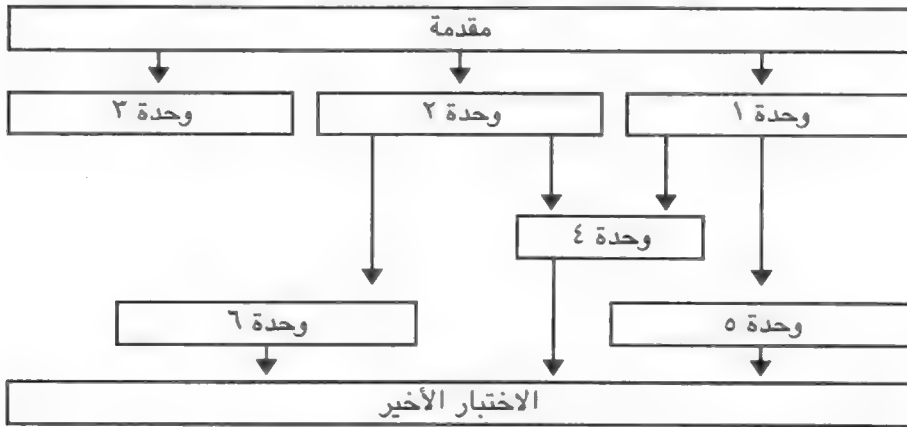 مقدمة
وحدة ١
وحدة ٢
وحدة ٣
وحدة ٤
وحدة ٥
وحدة ٦
الاختبار الأخير